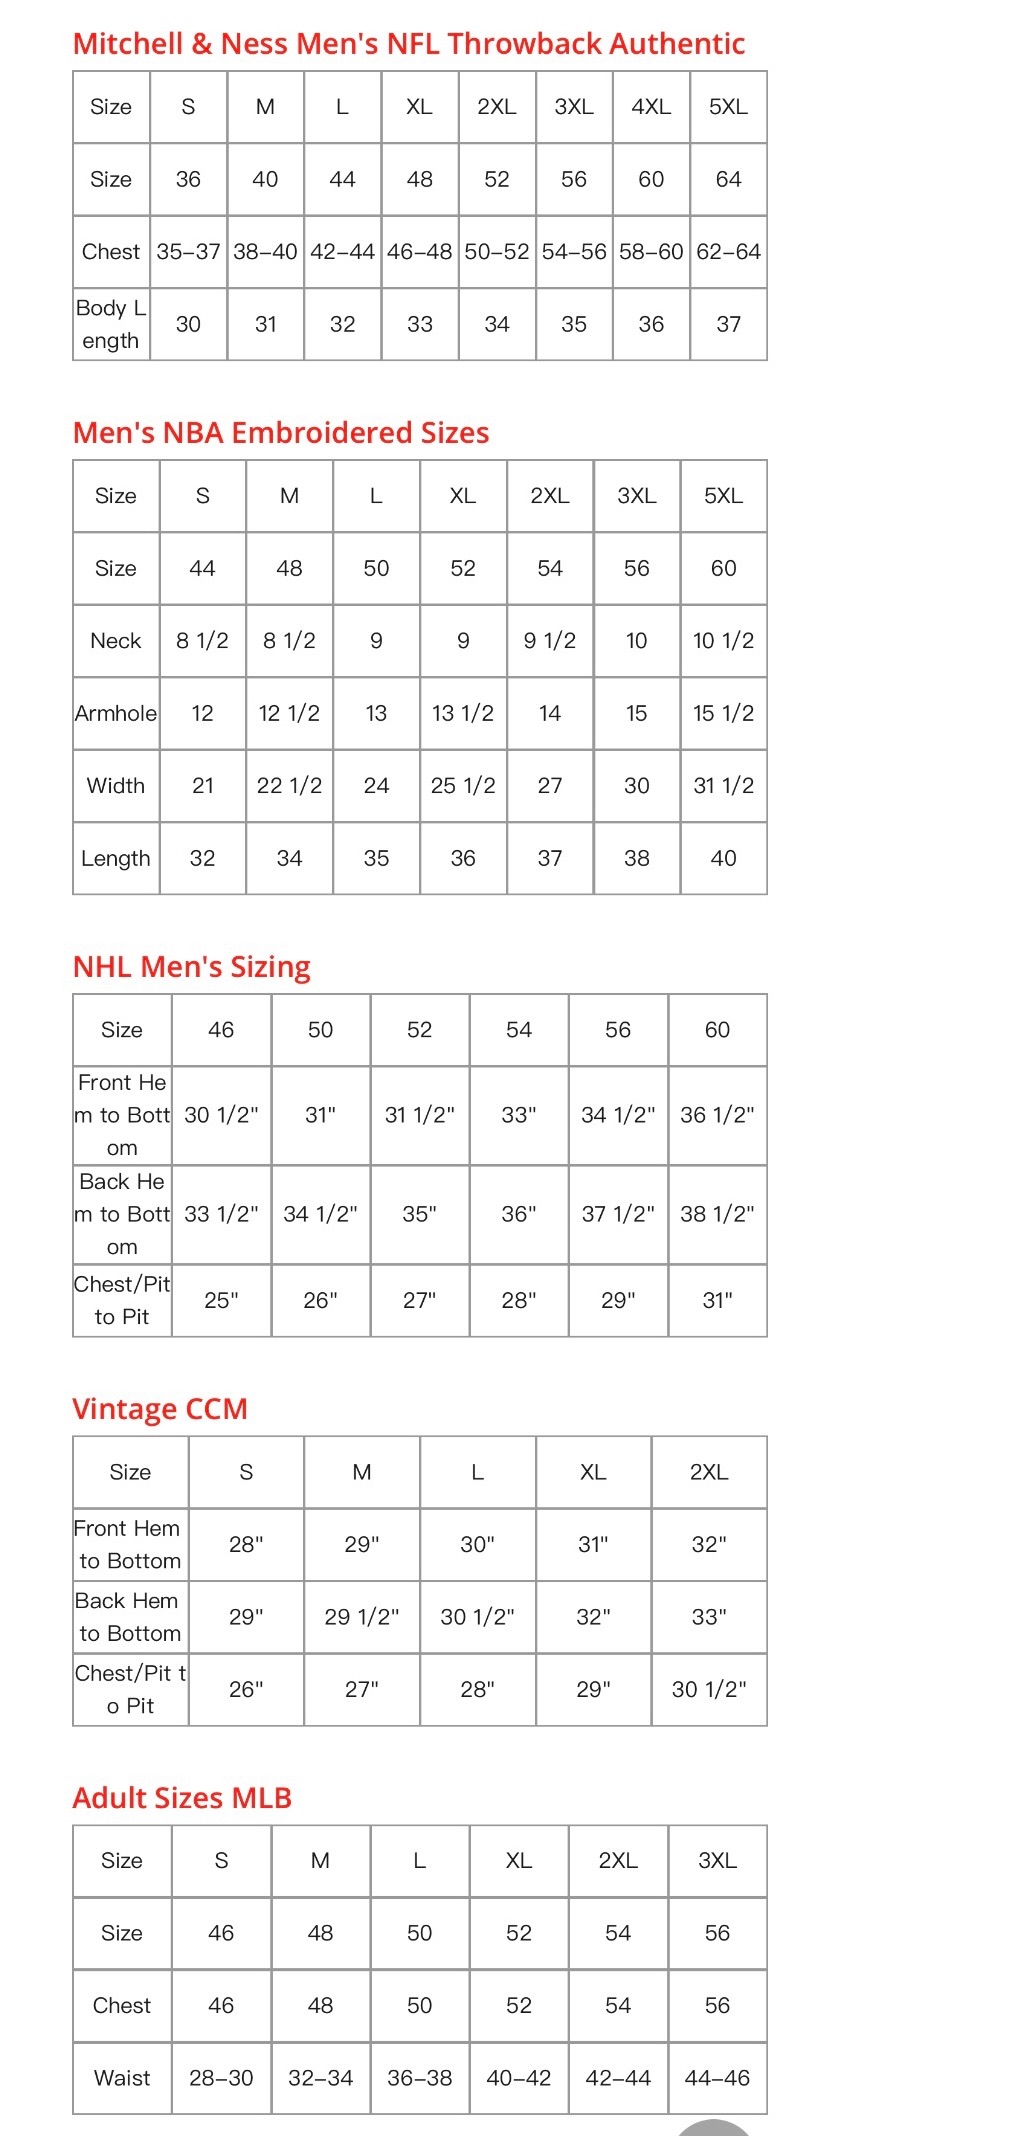 Mitchell & Ness Men's NFL Throwback Authentic
Size S M L XL 2XL 3XL 4XL 5XL
Size 36 40 44 48 52 56 60 64
Chest 35–37 38–40 42–44 46–48 50–52 54–56 58–60 62–64
Body L
ength 30 31 32 33 34 35 36 37
Men's NBA Embroidered Sizes
Size S M L XL 2XL 3XL 5XL
Size 44 48 50 52 54 56 60
Neck 8 1/2 8 1/2 9 9 9 1/2 10 10 1/2
Armhole 12 12 1/2 13 13 1/2 14 15 15 1/2
Width 21 22 1/2 24 25 1/2 27 30 31 1/2
Length 32 34 35 36 37 38 40
NHL Men's Sizing
Size 46 50 52 54 56 60
Front He
m to Bott 30 1/2" 31" 31 1/2" 33" 34 1/2" 36 1/2"
om
Back He
m to Bott 33 1/2" 34 1/2" 35" 36" 37 1/2" 38 1/2"
om
Chest/Pit
to Pit 25" 26" 27" 28" 29" 31"
Vintage CCM
Size S M L XL 2XL
Front Hem
to Bottom 28" 29" 30" 31" 32"
Back Hem
to Bottom 29" 29 1/2" 30 1/2" 32" 33"
Chest/Pit t
o Pit 26" 27" 28" 29" 30 1/2"
Adult Sizes MLB
Size S M L XL 2XL 3XL
Size 46 48 50 52 54 56
Chest 46 48 50 52 54 56
Waist 28–30 32–34 36–38 40–42 42–44 44–46